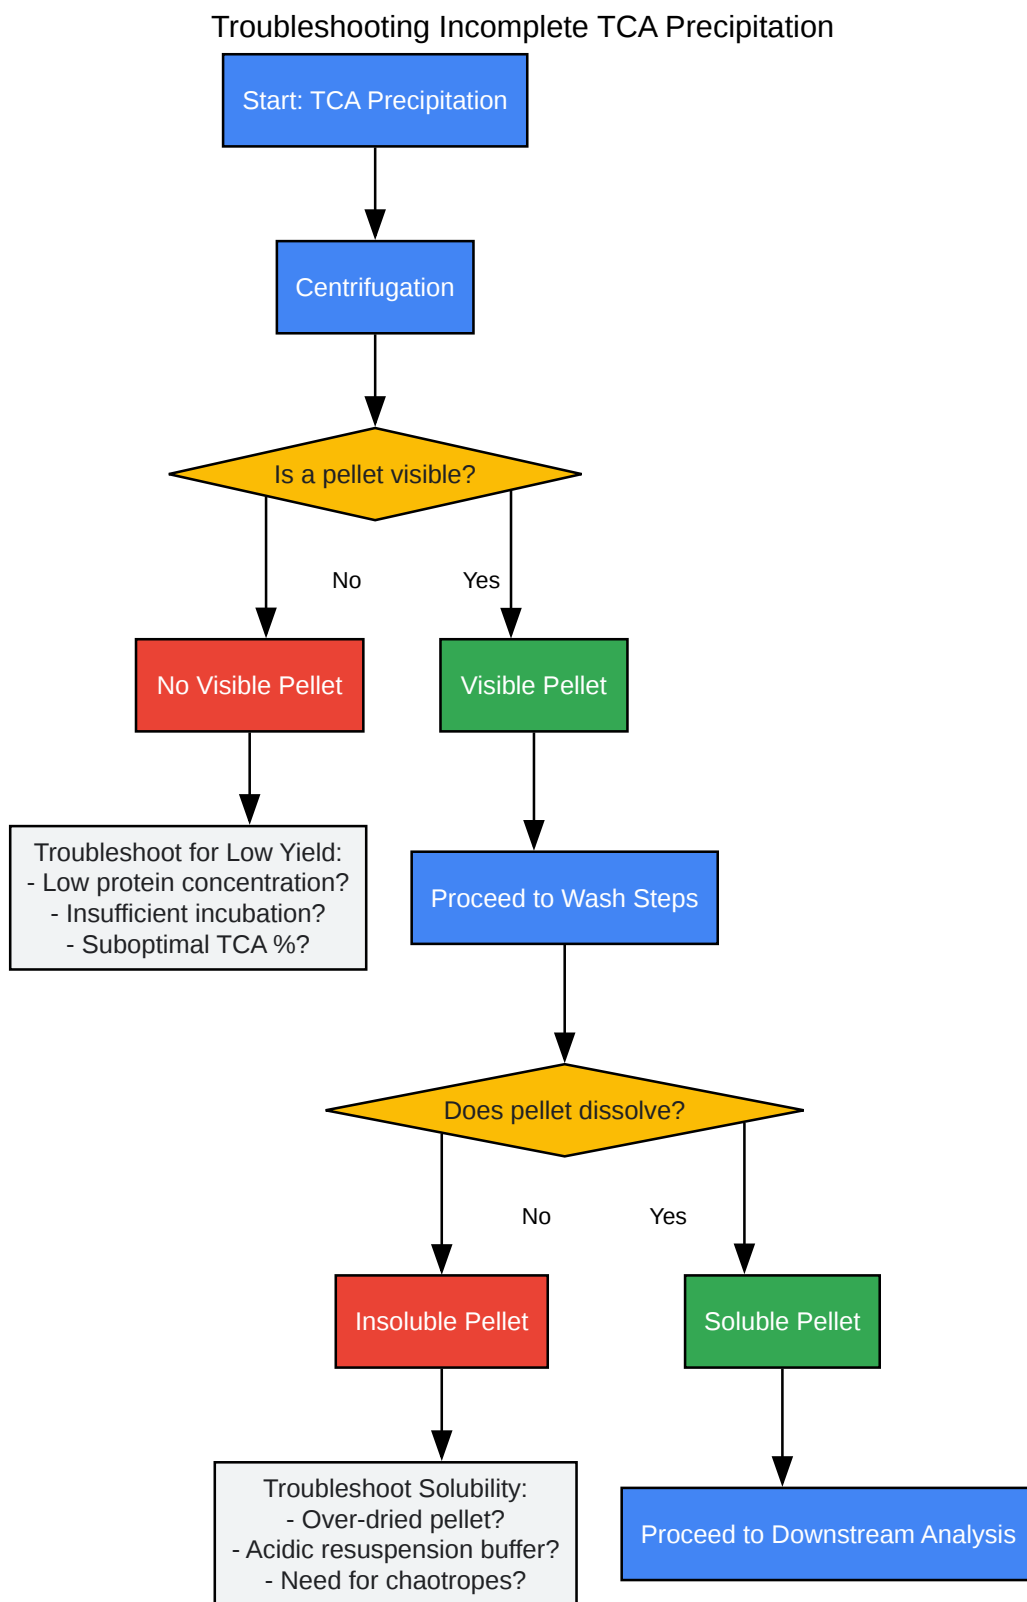 Troubleshooting Incomplete TCA Precipitation
Start: TCA Precipitation
Centrifugation
Is a pellet visible?
No
Yes
No Visible Pellet
Visible Pellet
Troubleshoot for Low Yield:
- Low protein concentration?
- Insufficient incubation?
- Suboptimal TCA %?
Proceed to Wash Steps
Does pellet dissolve?
No
Yes
Insoluble Pellet
Soluble Pellet
Troubleshoot Solubility:
- Over-dried pellet?
- Acidic resuspension buffer?
- Need for chaotropes?
Proceed to Downstream Analysis